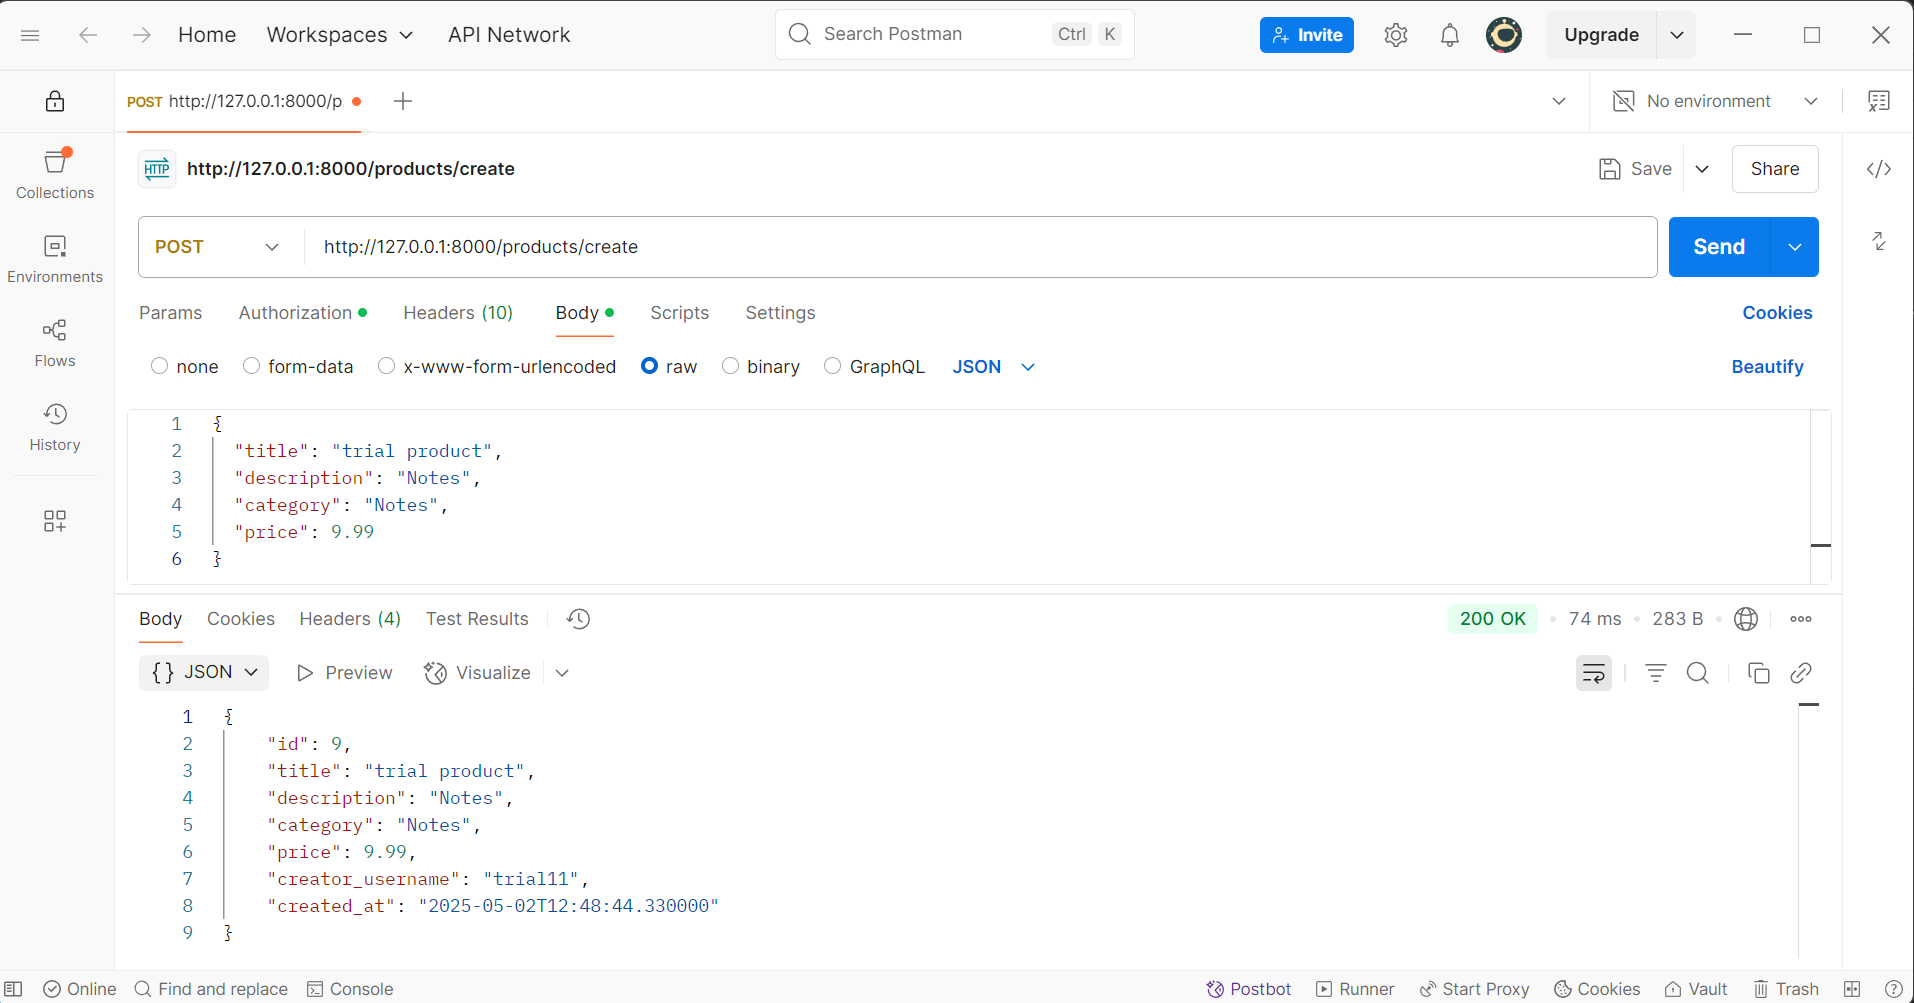 Home Workspaces API Network Search Postman Ctrl K Invite Upgrade
POST http://127.0.0.1:8000/p No environment
HTTP http://127.0.0.1:8000/products/create Save Share
Collections
Environments
Flows
History
POST http://127.0.0.1:8000/products/create Send
Params Authorization Headers (10) Body Scripts Settings Cookies
none form-data x-www-form-urlencoded raw binary GraphQL JSON Beautify
1 {
2 "title": "trial product",
3 "description": "Notes",
4 "category": "Notes",
5 "price": 9.99
6 }
Body Cookies Headers (4) Test Results 200 OK • 74 ms • 283 B •
{} JSON Preview Visualize
1 {
2 "id": 9,
3 "title": "trial product",
4 "description": "Notes",
5 "category": "Notes",
6 "price": 9.99,
7 "creator_username": "trial11",
8 "created_at": "2025-05-02T12:48:44.330000"
9 }
Online Find and replace Console Postbot Runner Start Proxy Cookies Vault Trash